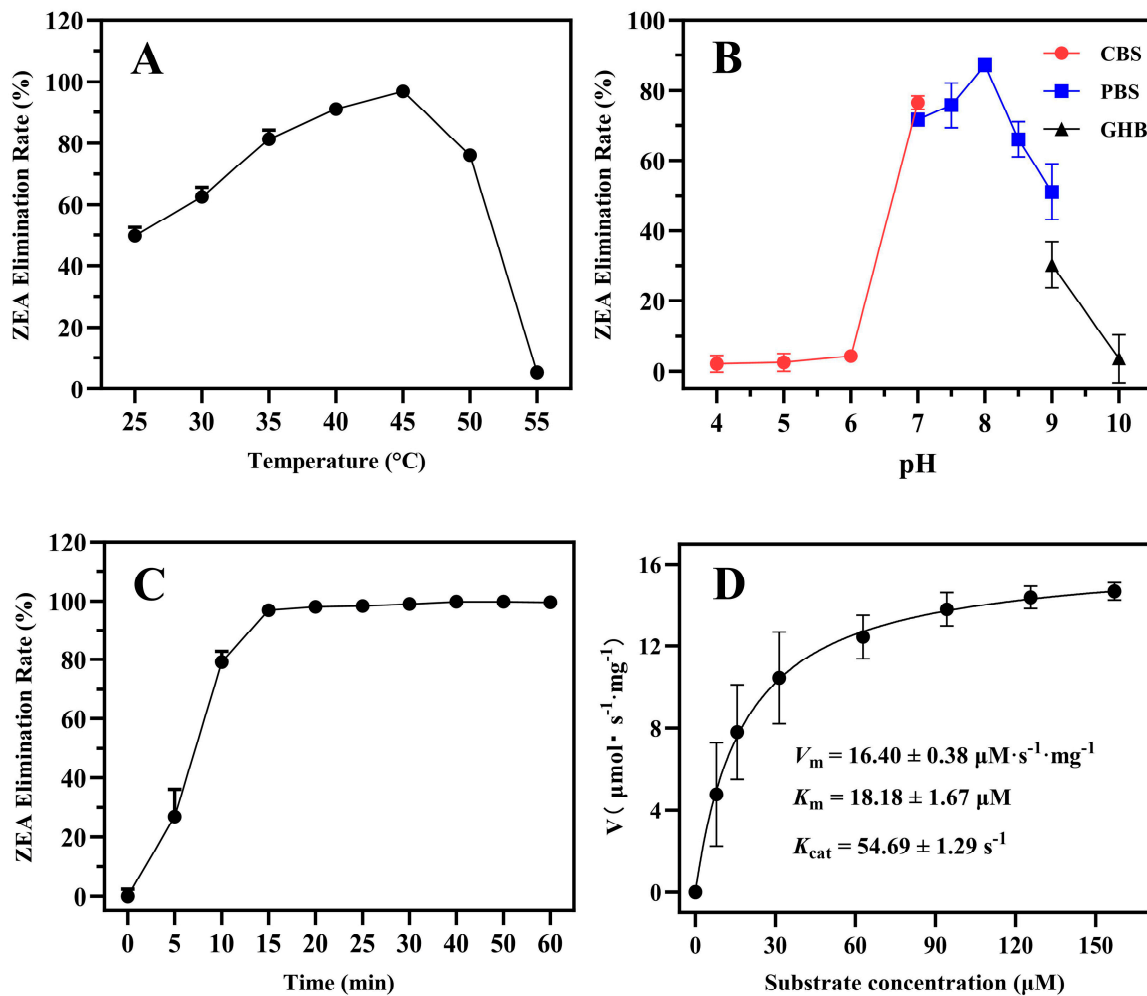 A
ZEA Elimination Rate (%)
120
100
80
60
40
20
0
25 30 35 40 45 50 55
Temperature (°C)
B
CBS
PBS
GHB
ZEA Elimination Rate (%)
100
80
60
40
20
0
4 5 6 7 8 9 10
pH
C
ZEA Elimination Rate (%)
120
100
80
60
40
20
0
0 5 10 15 20 25 30 40 50 60
Time (min)
D
V( μmol· s⁻¹·mg⁻¹)
16
12
8
4
0
Vm = 16.40 ± 0.38 μM·s⁻¹·mg⁻¹
Km = 18.18 ± 1.67 μM
Kcat = 54.69 ± 1.29 s⁻¹
0 30 60 90 120 150
Substrate concentration (μM)